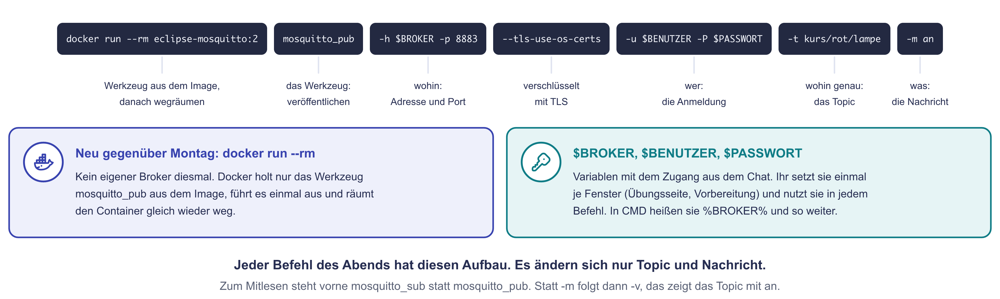 docker run --rm eclipse-mosquitto:2 mosquitto_pub -h $BROKER -p 8883 --tls-use-os-certs -u $BENUTZER -P $PASSWORT -t kurs/rot/lampe -m an
Werkzeug aus dem Image,
danach wegräumen
das Werkzeug:
veröffentlichen
wohin:
Adresse und Port
verschlüsselt
mit TLS
wer:
die Anmeldung
wohin genau:
das Topic
was:
die Nachricht
Neu gegenüber Montag: docker run --rm
Kein eigener Broker diesmal. Docker holt nur das Werkzeug
mosquitto_pub aus dem Image, führt es einmal aus und räumt
den Container gleich wieder weg.
$BROKER, $BENUTZER, $PASSWORT
Variablen mit dem Zugang aus dem Chat. Ihr setzt sie einmal
je Fenster (Übungsseite, Vorbereitung) und nutzt sie in jedem
Befehl. In CMD heißen sie %BROKER% und so weiter.
Jeder Befehl des Abends hat diesen Aufbau. Es ändern sich nur Topic und Nachricht.
Zum Mitlesen steht vorne mosquitto_sub statt mosquitto_pub. Statt -m folgt dann -v, das zeigt das Topic mit an.